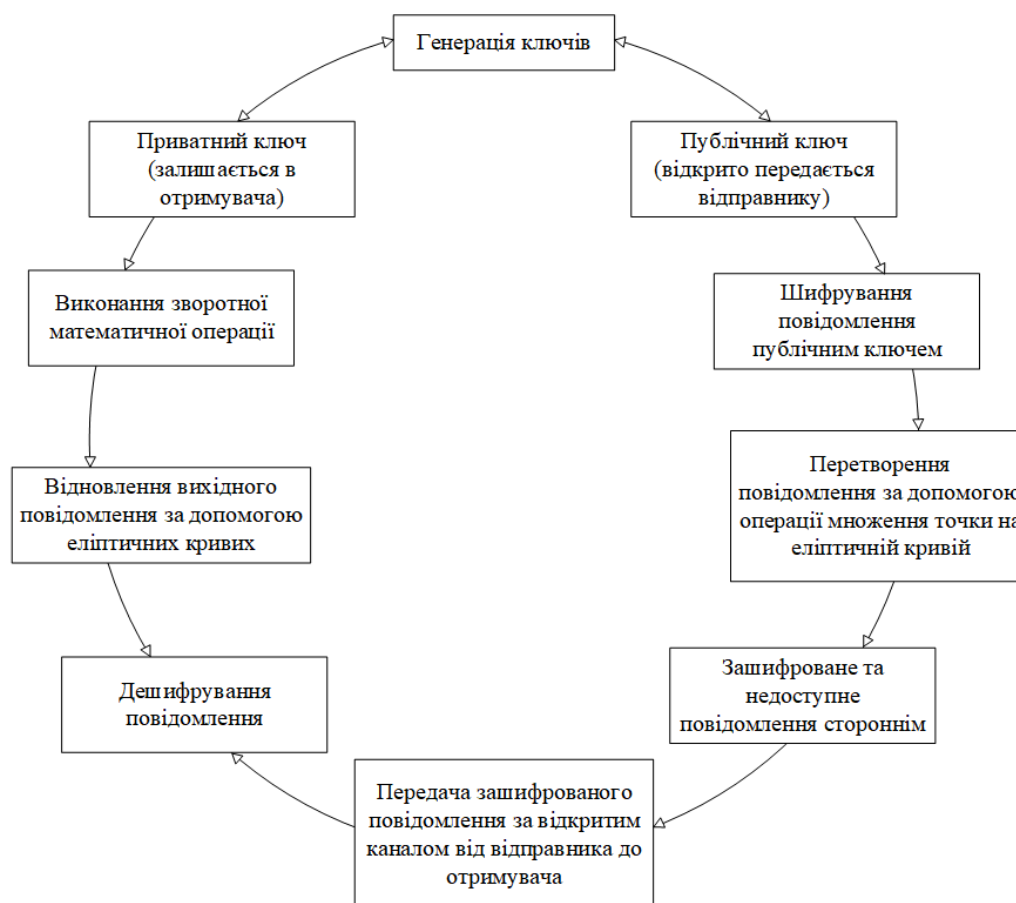 Генерація ключів
Приватний ключ
(залишається в
отримувача)
Публічний ключ
(відкрито передається
відправнику)
Виконання зворотної
математичної операції
Шифрування
повідомлення
публічним ключем
Відновлення вихідного
повідомлення за допомогою
еліптичних кривих
Перетворення
повідомлення за допомогою
операції множення точки на
еліптичній кривій
Дешифрування
повідомлення
Зашифроване та
недоступне
повідомлення стороннім
Передача зашифрованого
повідомлення за відкритим
каналом від відправника до
отримувача